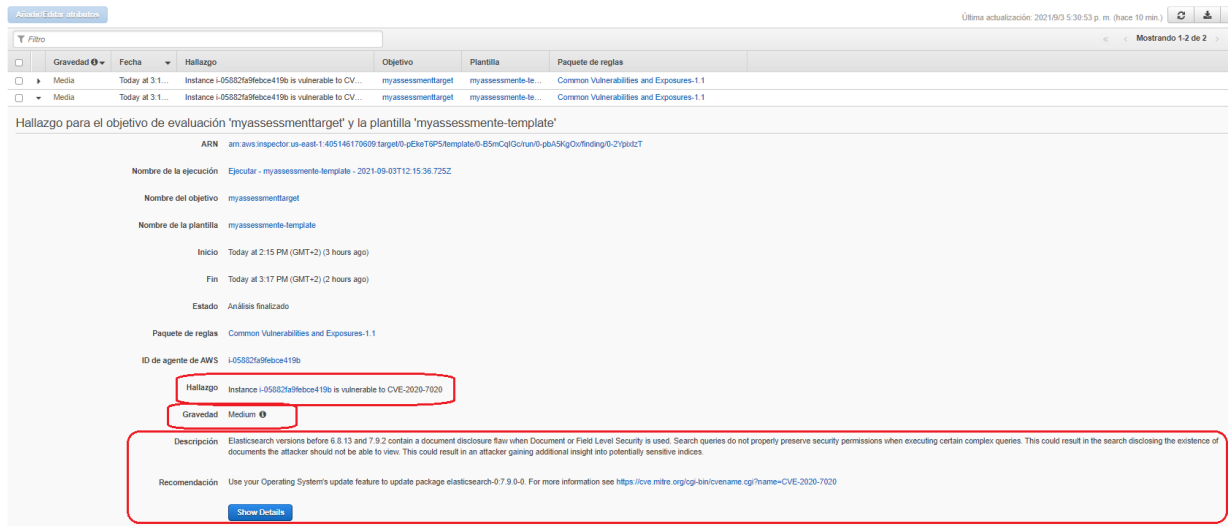 Añadir/Editar atributos
Última actualización: 2021/9/3 5:30:53 p. m. (hace 10 min.)
Filtro
Mostrando 1-2 de 2
Gravedad Fecha Hallazgo Objetivo Plantilla Paquete de reglas
Media Today at 3:1... Instance i-05882fa9febce419b is vulnerable to CV... myassessmenttarget myassessmente-te... Common Vulnerabilities and Exposures-1.1
Media Today at 3:1... Instance i-05882fa9febce419b is vulnerable to CV... myassessmenttarget myassessmente-te... Common Vulnerabilities and Exposures-1.1
Hallazgo para el objetivo de evaluación 'myassessmenttarget' y la plantilla 'myassessmente-template'
ARN arn:aws:inspector:us-east-1:405146170609:target/0-pEkeT6P5/template/0-B5mCqIGc/run/0-pbA5KgOx/finding/0-2YpixIzT
Nombre de la ejecución Ejecutar - myassessmente-template - 2021-09-03T12:15:36.725Z
Nombre del objetivo myassessmenttarget
Nombre de la plantilla myassessmente-template
Inicio Today at 2:15 PM (GMT+2) (3 hours ago)
Fin Today at 3:17 PM (GMT+2) (2 hours ago)
Estado Análisis finalizado
Paquete de reglas Common Vulnerabilities and Exposures-1.1
ID de agente de AWS i-05882fa9febce419b
Hallazgo Instance i-05882fa9febce419b is vulnerable to CVE-2020-7020
Gravedad Medium
Descripción Elasticsearch versions before 6.8.13 and 7.9.2 contain a document disclosure flaw when Document or Field Level Security is used. Search queries do not properly preserve security permissions when executing certain complex queries. This could result in the search disclosing the existence of
documents the attacker should not be able to view. This could result in an attacker gaining additional insight into potentially sensitive indices.
Recomendación Use your Operating System's update feature to update package elasticsearch-0:7.9.0-0. For more information see https://cve.mitre.org/cgi-bin/cvename.cgi?name=CVE-2020-7020
Show Details